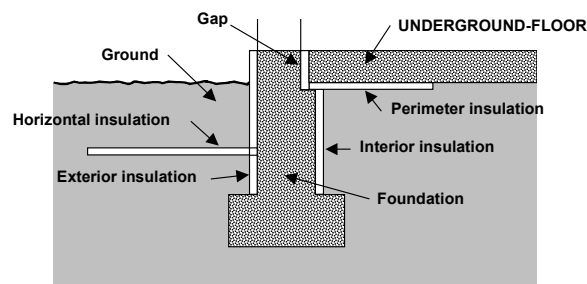 Gap
UNDERGROUND-FLOOR
Ground
Perimeter insulation
Horizontal insulation
Interior insulation
Exterior insulation
Foundation